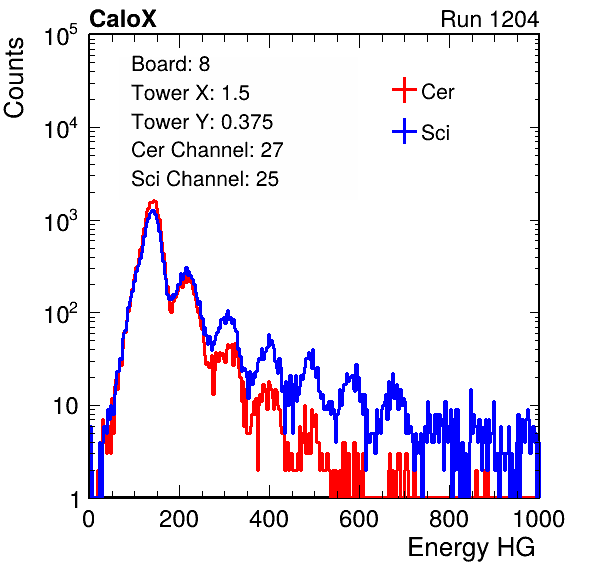 CaloX Run 1204
Counts
Board: 8
Tower X: 1.5
Tower Y: 0.375
Cer Channel: 27
Sci Channel: 25
Cer
Sci
10^5
10^4
10^3
10^2
10
1
0 200 400 600 800 1000
Energy HG